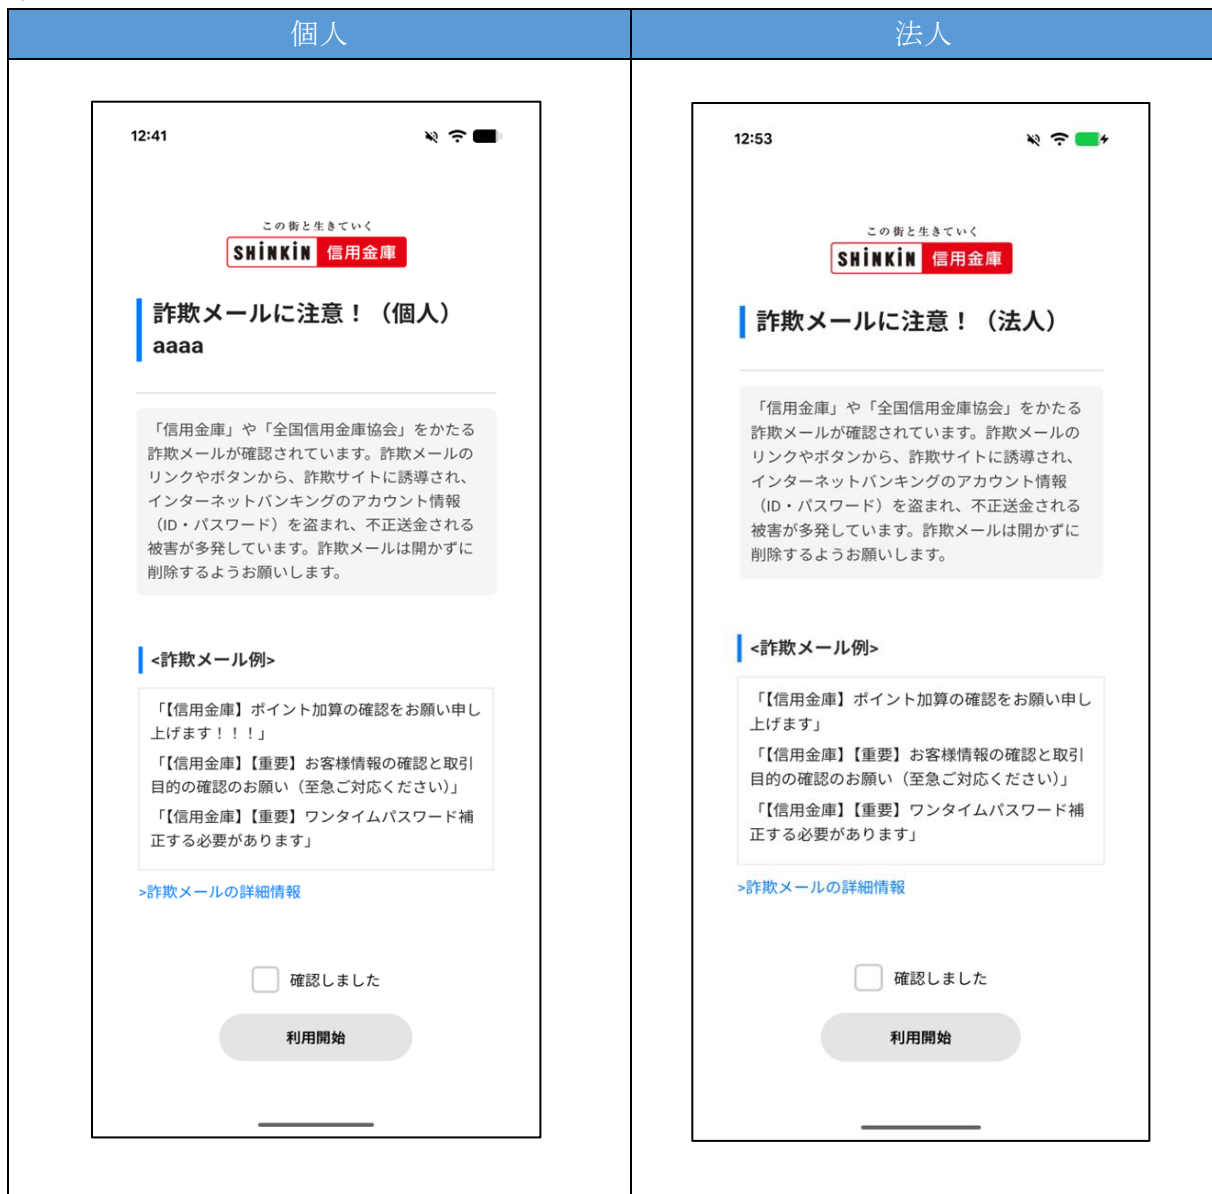 個人
法人
12:41
この街と生きていく
SHINKIN 信用金庫
詐欺メールに注意！（個人）
aaaa
「信用金庫」や「全国信用金庫協会」をかたる
詐欺メールが確認されています。詐欺メールの
リンクやボタンから、詐欺サイトに誘導され、
インターネットバンキングのアカウント情報
（ID・パスワード）を盗まれ、不正送金される
被害が多発しています。詐欺メールは開かずに
削除するようお願いします。
<詐欺メール例>
「【信用金庫】ポイント加算の確認をお願い申し
上げます！！！」
「【信用金庫】【重要】お客様情報の確認と取引
目的の確認のお願い（至急ご対応ください）」
「【信用金庫】【重要】ワンタイムパスワード補
正する必要があります」
>詐欺メールの詳細情報
確認しました
利用開始
12:53
この街と生きていく
SHINKIN 信用金庫
詐欺メールに注意！（法人）
「信用金庫」や「全国信用金庫協会」をかたる
詐欺メールが確認されています。詐欺メールの
リンクやボタンから、詐欺サイトに誘導され、
インターネットバンキングのアカウント情報
（ID・パスワード）を盗まれ、不正送金される
被害が多発しています。詐欺メールは開かずに
削除するようお願いします。
<詐欺メール例>
「【信用金庫】ポイント加算の確認をお願い申し
上げます」
「【信用金庫】【重要】お客様情報の確認と取引
目的の確認のお願い（至急ご対応ください）」
「【信用金庫】【重要】ワンタイムパスワード補
正する必要があります」
>詐欺メールの詳細情報
確認しました
利用開始